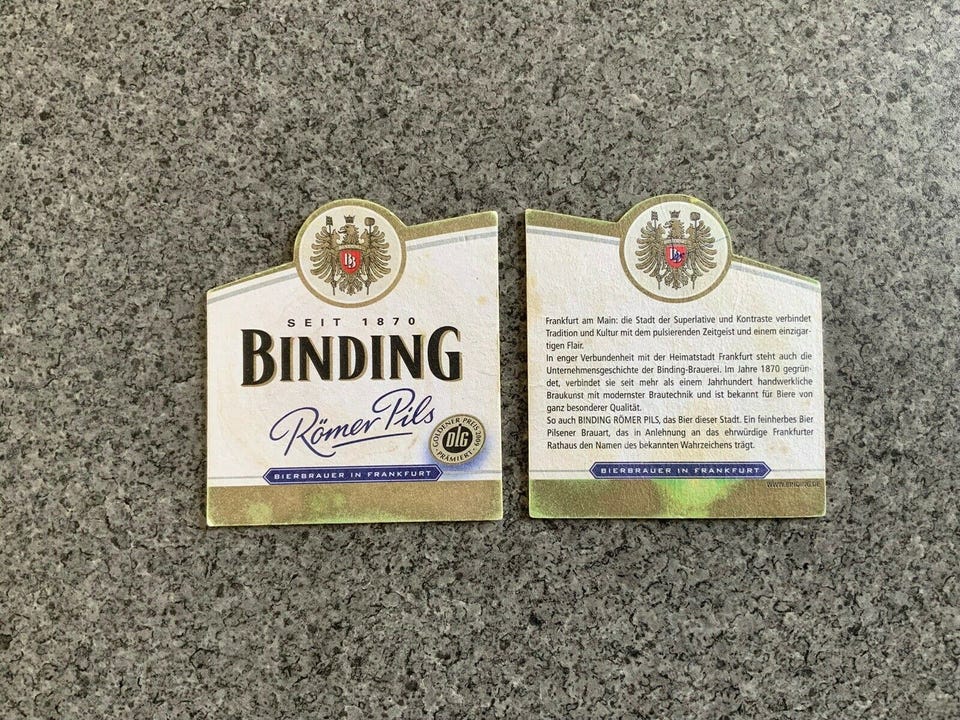 SEIT 1870
BINDING
Römer Pils
GOLDENER PREIS
DLG
PRÄMIERT
BIERBRAUER IN FRANKFURT
Frankfurt am Main: die Stadt der Superlative und Kontraste verbindet
Tradition und Kultur mit dem pulsierenden Zeitgeist und einem einzigar-
tigen Flair.
In enger Verbundenheit mit der Heimatstadt Frankfurt steht auch die
Unternehmensgeschichte der Binding-Brauerei. Im Jahre 1870 gegrün-
det, verbindet sie seit mehr als einem Jahrhundert handwerkliche
Braukunst mit modernster Brautechnik und ist bekannt für Biere von
ganz besonderer Qualität.
So auch BINDING RÖMER PILS, das Bier dieser Stadt. Ein feinherbes Bier
Pilsener Brauart, das in Anlehnung an das ehrwürdige Frankfurter
Rathaus den Namen des bekannten Wahrzeichens trägt.
BIERBRAUER IN FRANKFURT
WWW.BINDING.DE